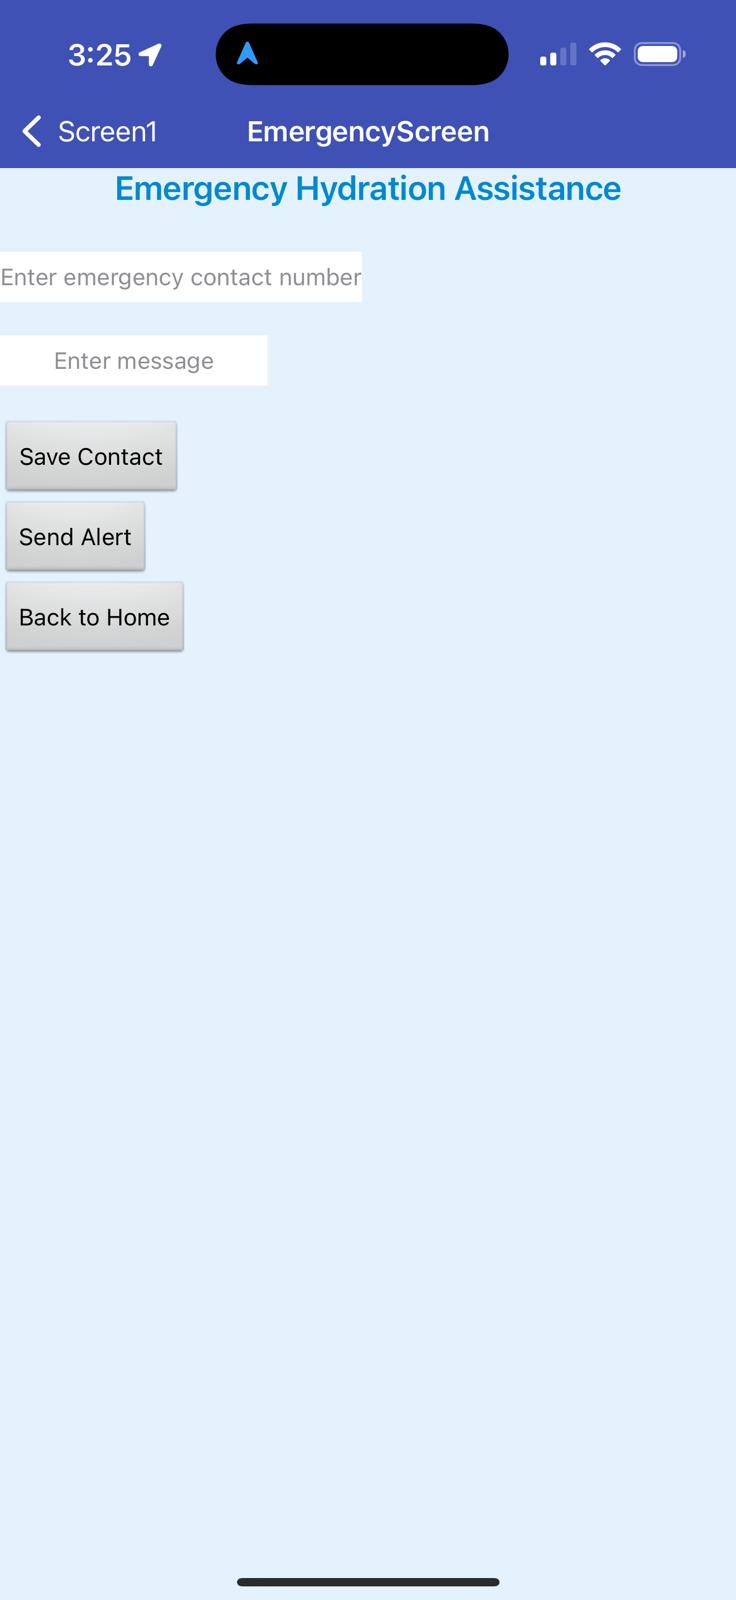 3:25
Screen1 EmergencyScreen
Emergency Hydration Assistance
Enter emergency contact number
Enter message
Save Contact
Send Alert
Back to Home